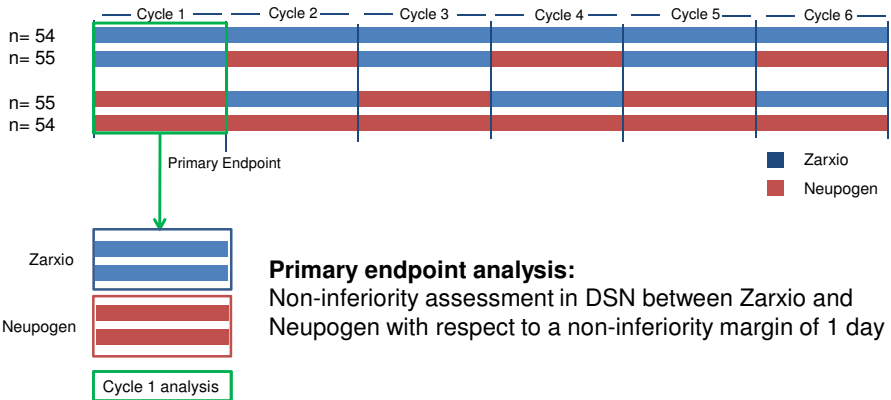 Cycle 1 Cycle 2 Cycle 3 Cycle 4 Cycle 5 Cycle 6
n= 54
n= 55
n= 55
n= 54
Primary Endpoint
Zarxio
Neupogen
Zarxio
Neupogen
Primary endpoint analysis:
Non-inferiority assessment in DSN between Zarxio and
Neupogen with respect to a non-inferiority margin of 1 day
Cycle 1 analysis